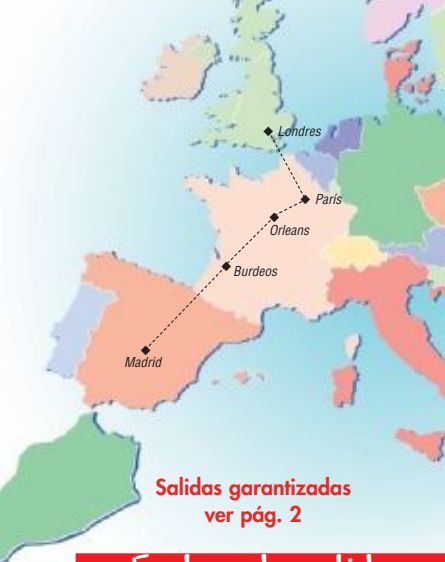 Londres
París
Orleans
Burdeos
Madrid
Salidas garantizadas
ver pág. 2